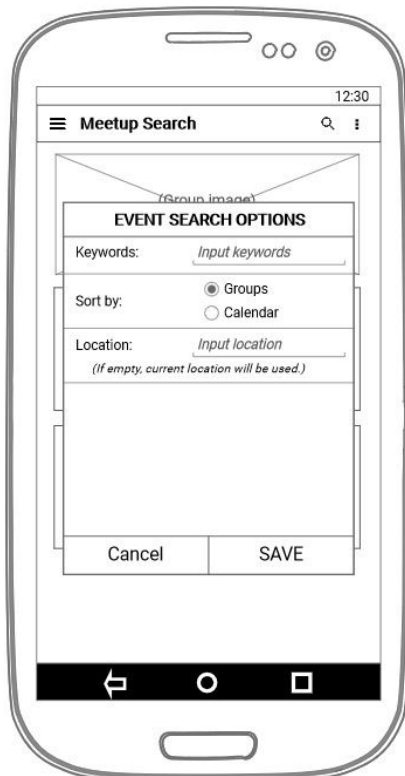 12:30
Meetup Search
(Group image)
EVENT SEARCH OPTIONS
Keywords: Input keywords
Sort by:
Groups
Calendar
Location: Input location
(If empty, current location will be used.)
Cancel SAVE